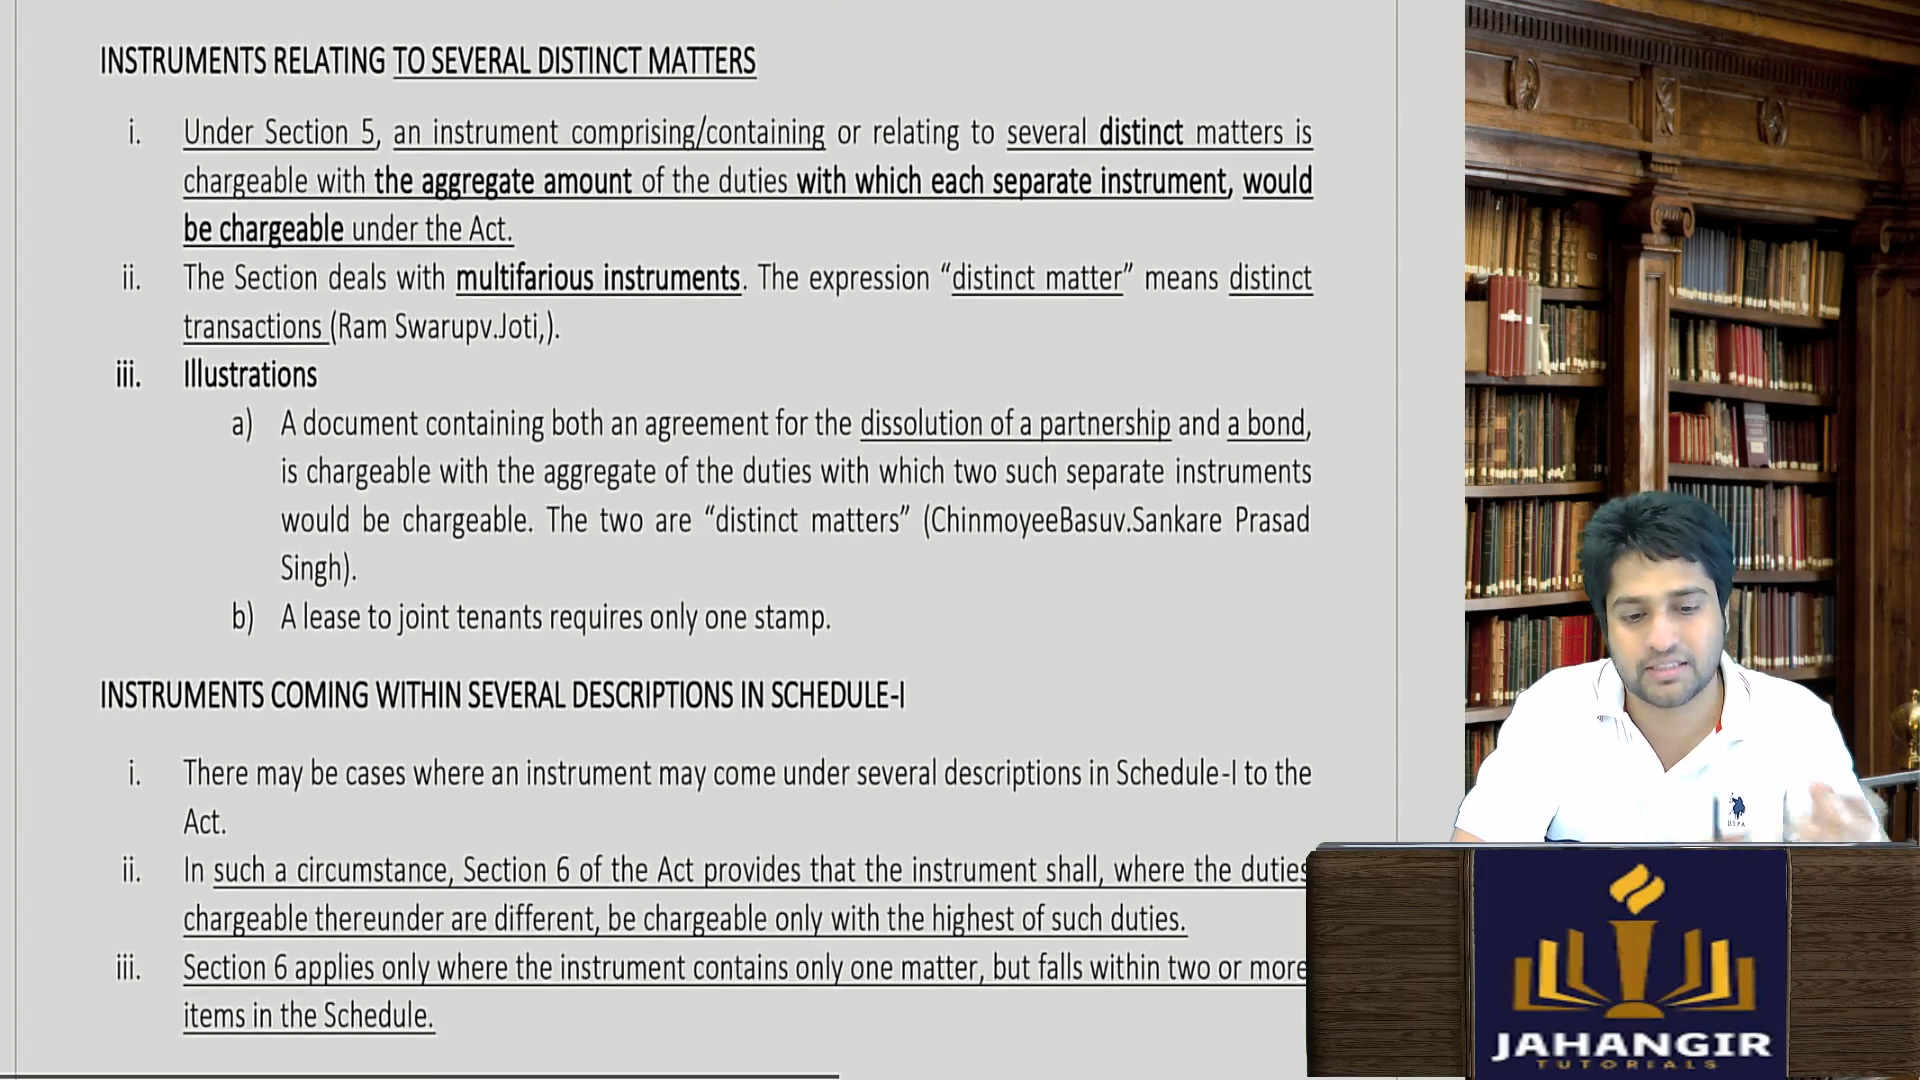 INSTRUMENTS RELATING TO SEVERAL DISTINCT MATTERS
i. Under Section 5, an instrument comprising/containing or relating to several distinct matters is
chargeable with the aggregate amount of the duties with which each separate instrument, would
be chargeable under the Act.
ii. The Section deals with multifarious instruments. The expression “distinct matter” means distinct
transactions (Ram Swarupv.Joti,).
iii. Illustrations
a) A document containing both an agreement for the dissolution of a partnership and a bond,
is chargeable with the aggregate of the duties with which two such separate instruments
would be chargeable. The two are “distinct matters” (ChinmoyeeBasuv.Sankare Prasad
Singh).
b) A lease to joint tenants requires only one stamp.
INSTRUMENTS COMING WITHIN SEVERAL DESCRIPTIONS IN SCHEDULE-I
i. There may be cases where an instrument may come under several descriptions in Schedule-I to the
Act.
ii. In such a circumstance, Section 6 of the Act provides that the instrument shall, where the duties
chargeable thereunder are different, be chargeable only with the highest of such duties.
iii. Section 6 applies only where the instrument contains only one matter, but falls within two or more
items in the Schedule.
JAHANGIR
TUTORIALS